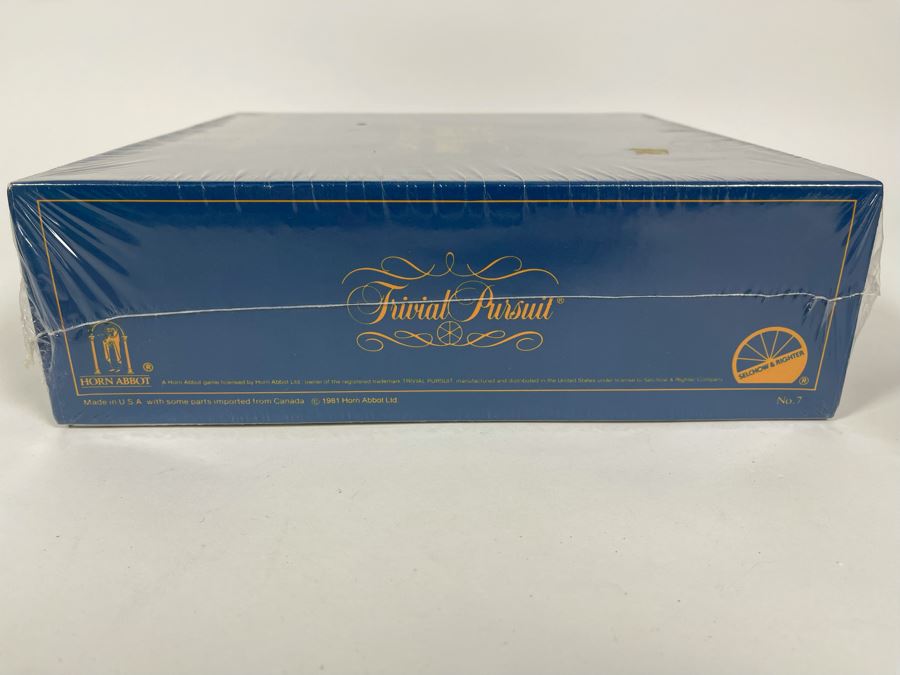 Trivial Pursuit®
HORN ABBOT ®
A Horn Abbot game licensed by Horn Abbot Ltd., owner of the registered trademark TRIVIAL PURSUIT, manufactured and distributed in the United States under license to Selchow & Righter Company.
SELCHOW & RIGHTER ®
Made in U.S.A. with some parts imported from Canada. © 1981 Horn Abbot Ltd.
No. 7